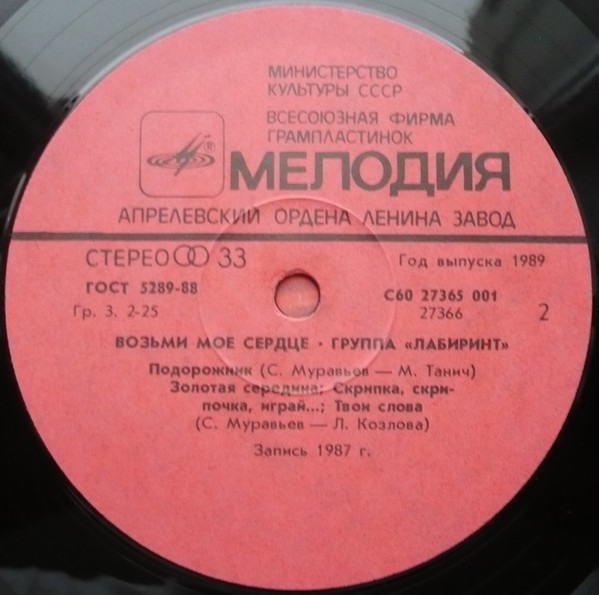 МИНИСТЕРСТВО
КУЛЬТУРЫ СССР
ВСЕСОЮЗНАЯ ФИРМА
ГРАМПЛАСТИНОК
®
МЕЛОДИЯ
АПРЕЛЕВСКИЙ ОРДЕНА ЛЕНИНА ЗАВОД
СТЕРЕО 33
Год выпуска 1989
ГОСТ 5289-88
С60 27365 001
Гр. 3. 2-25
27366
2
ВОЗЬМИ МОЕ СЕРДЦЕ · ГРУППА «ЛАБИРИНТ»
Подорожник (С. Муравьев — М. Танич)
Золотая середина; Скрипка, скри-
почка, играй...; Твои слова
(С. Муравьев — Л. Козлова)
Запись 1987 г.